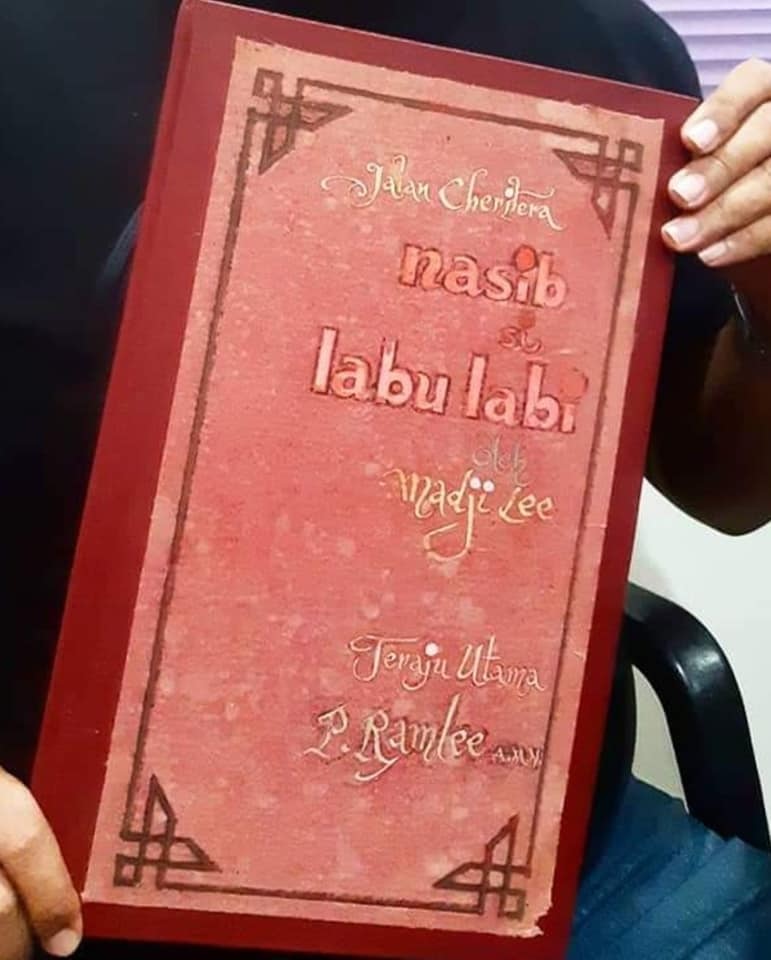 Jalan Cheritera
nasib
si
labu labi
oleh
Madji Lee
Teraju Utama
P. Ramlee A.M.N.